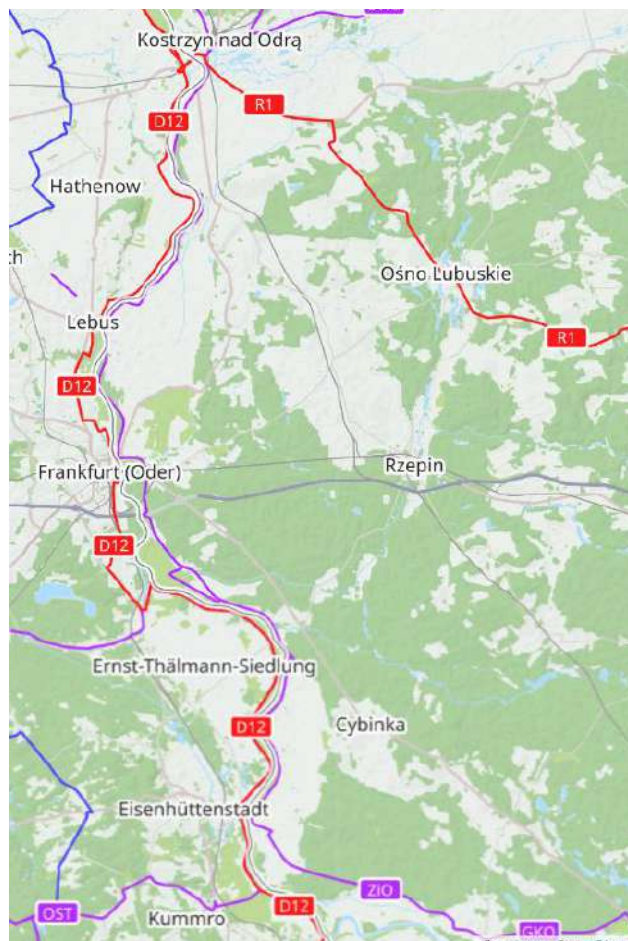 Kostrzyn nad Odrą
R1
D12
Hathenow
ch
Ośno Lubuskie
Lebus
R1
D12
Rzepin
Frankfurt (Oder)
D12
Ernst-Thälmann-Siedlung
D12
Cybinka
Eisenhüttenstadt
ZIO
D12
OST
Kummro
GKO